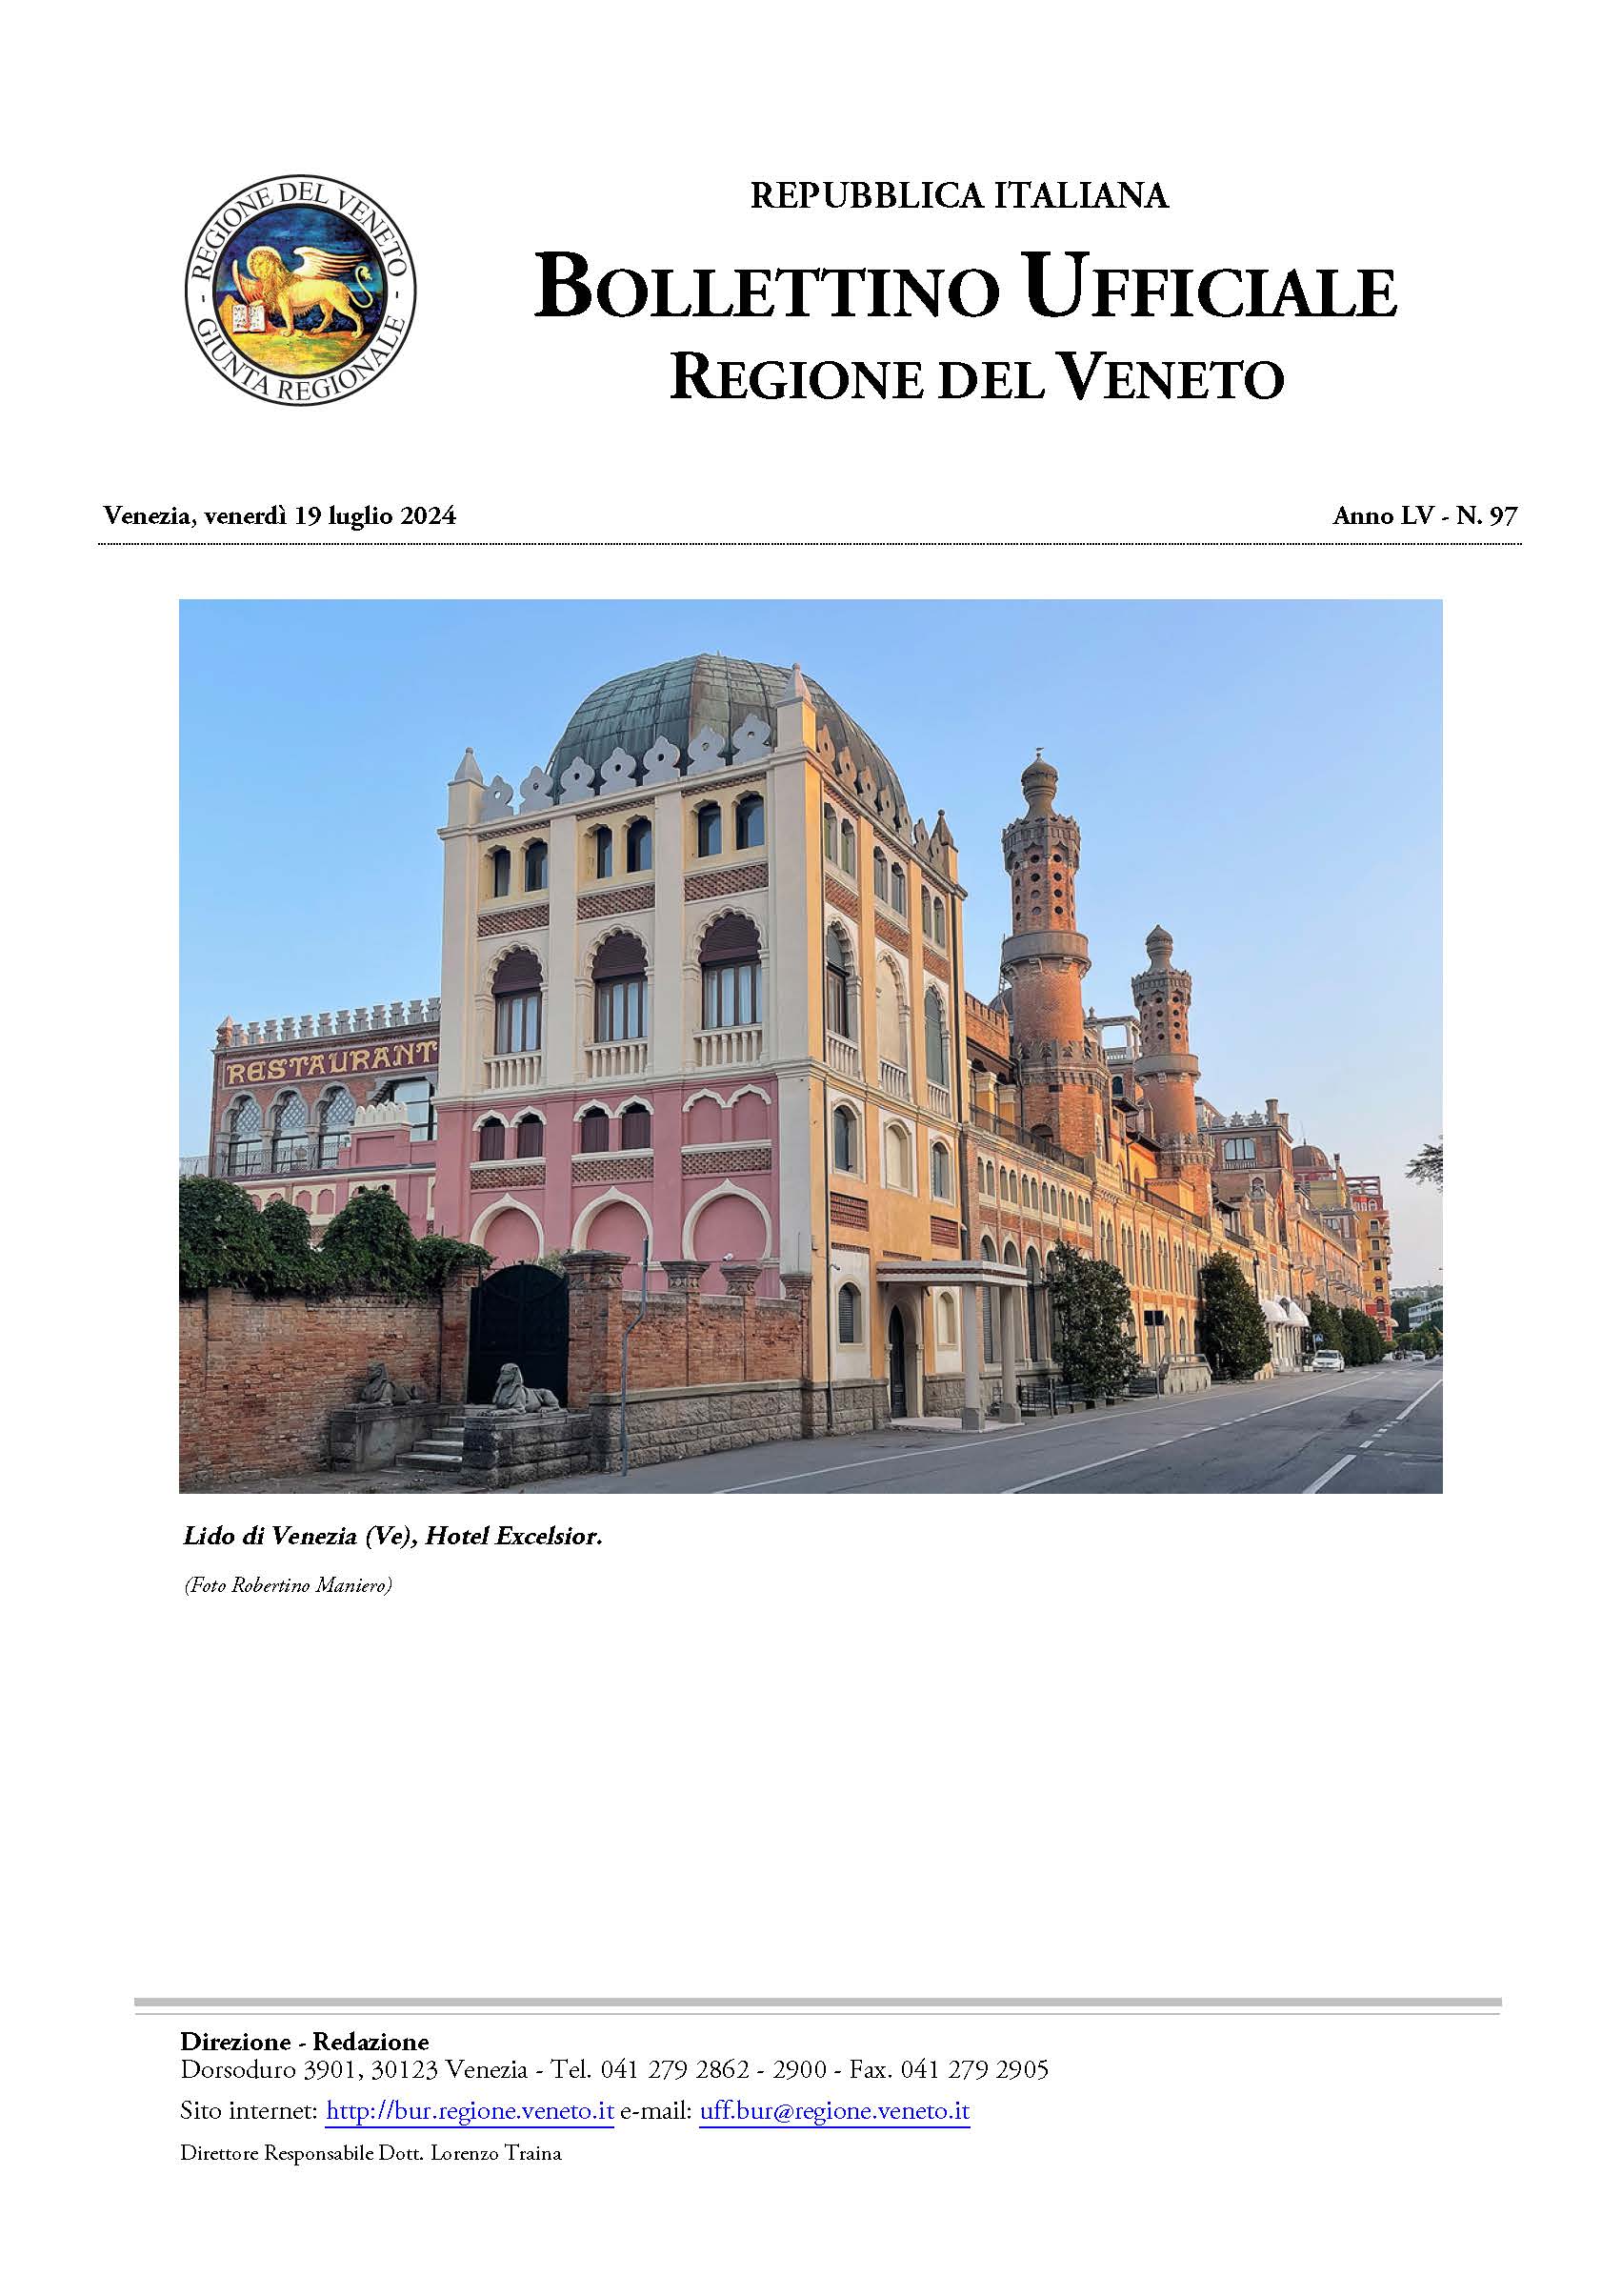 REGIONE DEL VENETO
GIUNTA REGIONALE
REPUBBLICA ITALIANA
BOLLETTINO UFFICIALE
REGIONE DEL VENETO
Venezia, venerdì 19 luglio 2024
Anno LV - N. 97
RESTAURANT
Lido di Venezia (Ve), Hotel Excelsior.
(Foto Robertino Maniero)
Direzione - Redazione
Dorsoduro 3901, 30123 Venezia - Tel. 041 279 2862 - 2900 - Fax. 041 279 2905
Sito internet: http://bur.regione.veneto.it e-mail: uff.bur@regione.veneto.it
Direttore Responsabile Dott. Lorenzo Traina